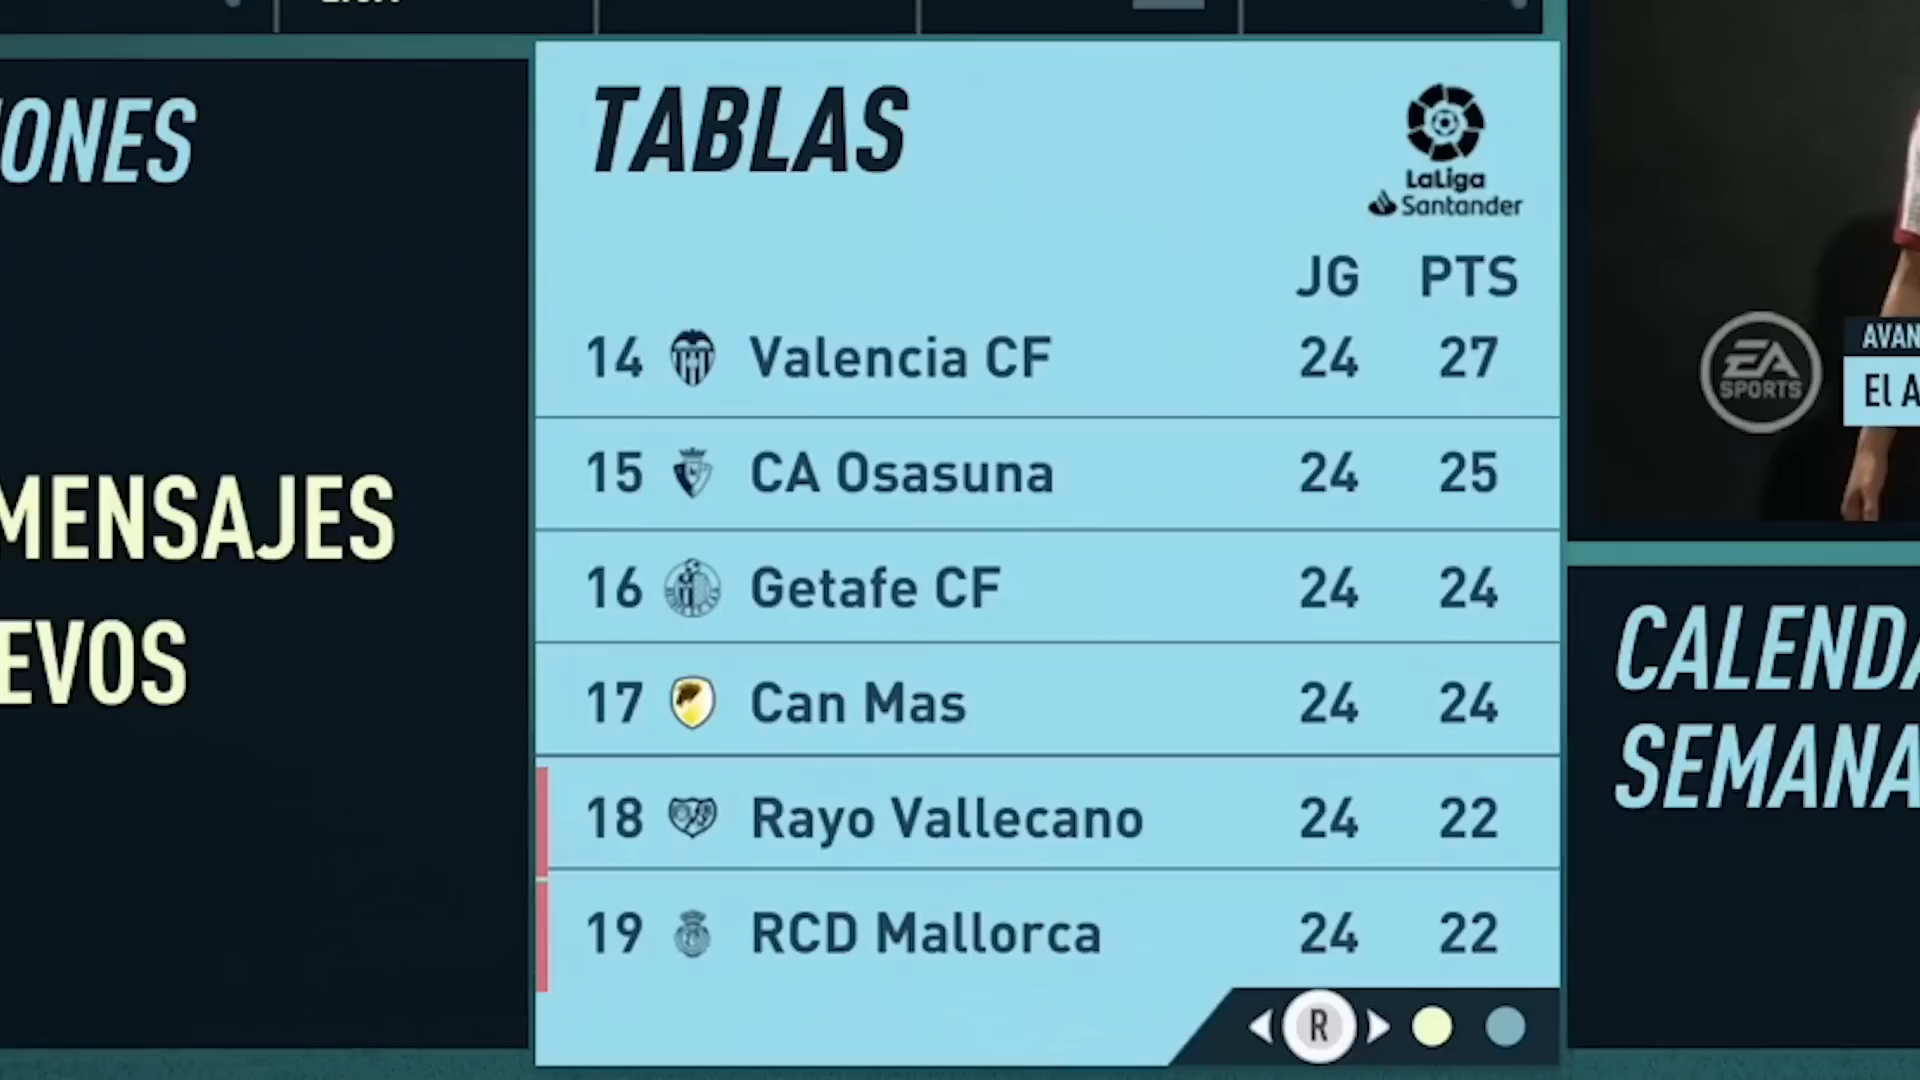 IONES
MENSAJES
EVOS
TABLAS
LaLiga
Santander
JG PTS
14 Valencia CF 24 27
15 CA Osasuna 24 25
16 Getafe CF 24 24
17 Can Mas 24 24
18 Rayo Vallecano 24 22
19 RCD Mallorca 24 22
R
EA
SPORTS
AVAN
El A
CALENDA
SEMANA